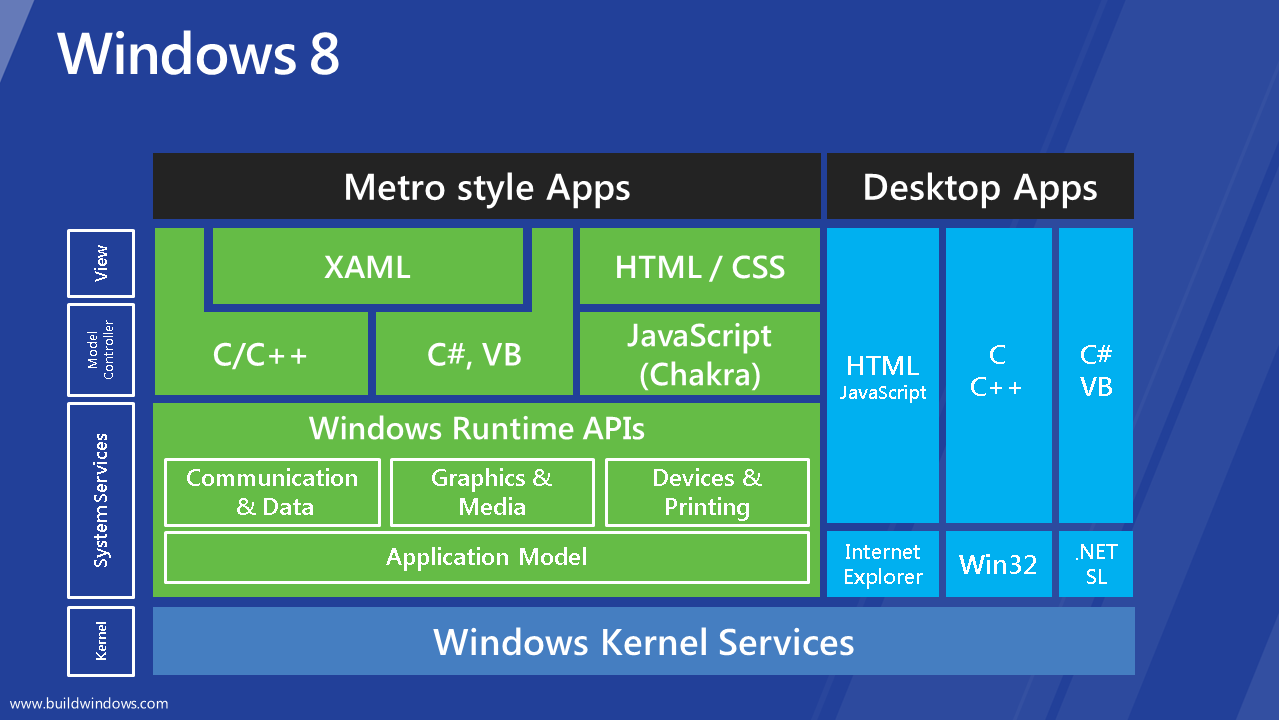 Windows 8
Metro style Apps
Desktop Apps
View
XAML
HTML / CSS
Model
Controller
C/C++
C#, VB
JavaScript
(Chakra)
HTML
JavaScript
C
C++
C#
VB
System Services
Windows Runtime APIs
Communication
& Data
Graphics &
Media
Devices &
Printing
Application Model
Internet
Explorer
Win32
.NET
SL
Kernel
Windows Kernel Services
www.buildwindows.com